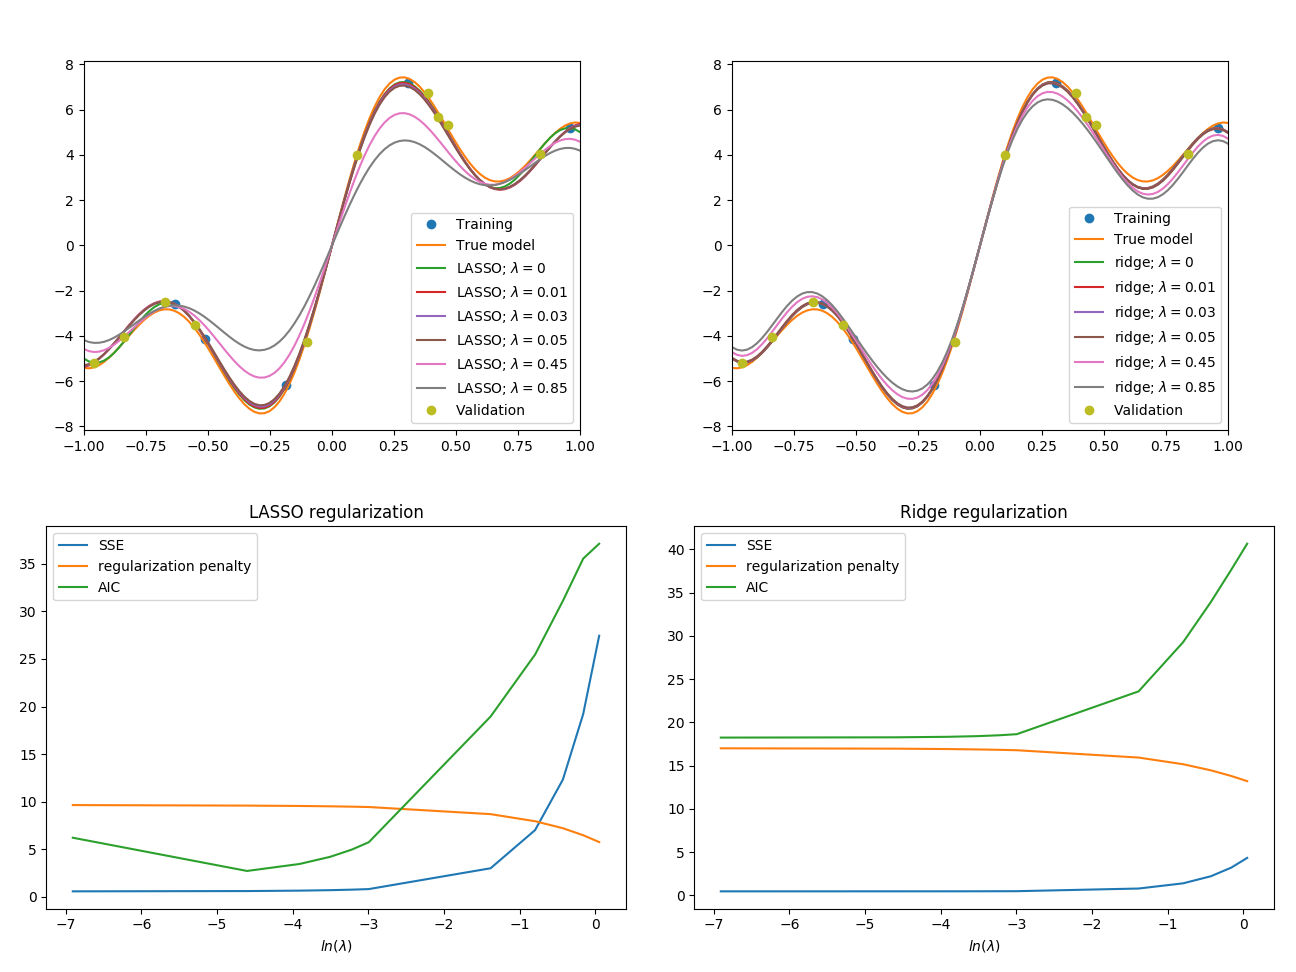 8
6
4
2
0
−2
−4
−6
−8
−1.00 −0.75 −0.50 −0.25 0.00 0.25 0.50 0.75 1.00
Training
True model
LASSO; λ = 0
LASSO; λ = 0.01
LASSO; λ = 0.03
LASSO; λ = 0.05
LASSO; λ = 0.45
LASSO; λ = 0.85
Validation
8
6
4
2
0
−2
−4
−6
−8
−1.00 −0.75 −0.50 −0.25 0.00 0.25 0.50 0.75 1.00
Training
True model
ridge; λ = 0
ridge; λ = 0.01
ridge; λ = 0.03
ridge; λ = 0.05
ridge; λ = 0.45
ridge; λ = 0.85
Validation
LASSO regularization
SSE
regularization penalty
AIC
35
30
25
20
15
10
5
0
−7 −6 −5 −4 −3 −2 −1 0
ln(λ)
Ridge regularization
SSE
regularization penalty
AIC
40
35
30
25
20
15
10
5
0
−7 −6 −5 −4 −3 −2 −1 0
ln(λ)